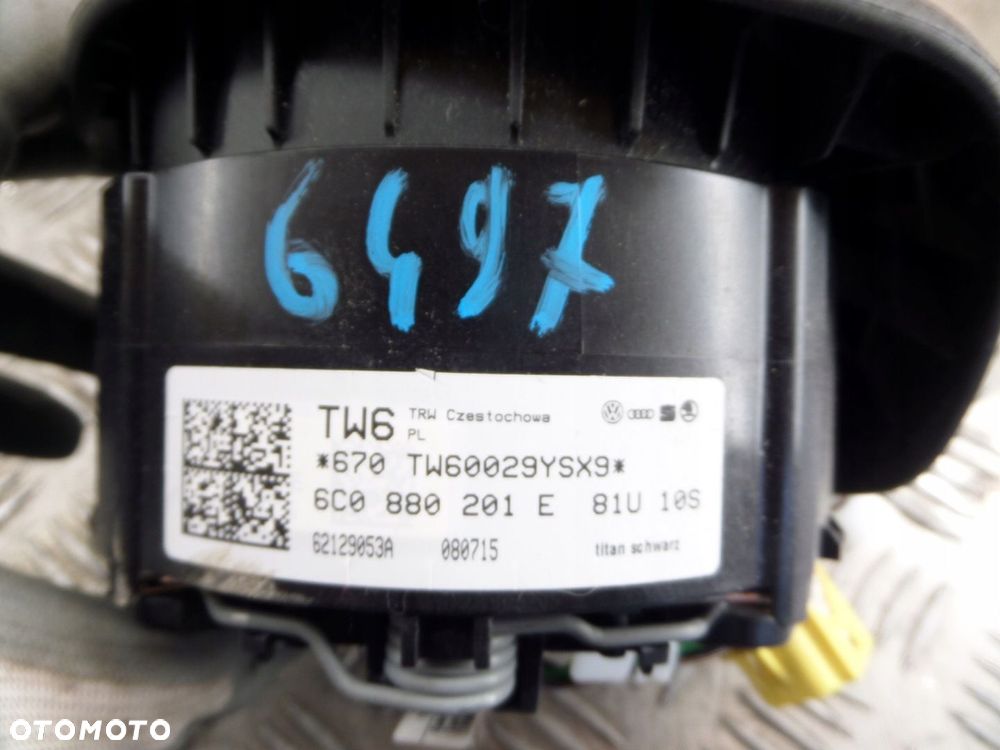 6497
TW6 TRW Czestochowa
PL
*670 TW60029YSX9*
6C0 880 201 E 81U 10S
62129053A 080715 titan schwarz
OTOMOTO